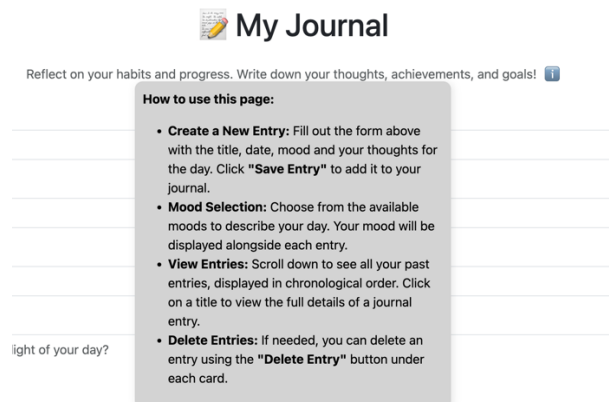 My Journal
Reflect on your habits and progress. Write down your thoughts, achievements, and goals!
How to use this page:
• Create a New Entry: Fill out the form above
with the title, date, mood and your thoughts for
the day. Click "Save Entry" to add it to your
journal.
• Mood Selection: Choose from the available
moods to describe your day. Your mood will be
displayed alongside each entry.
• View Entries: Scroll down to see all your past
entries, displayed in chronological order. Click
on a title to view the full details of a journal
entry.
• Delete Entries: If needed, you can delete an
entry using the "Delete Entry" button under
each card.
light of your day?